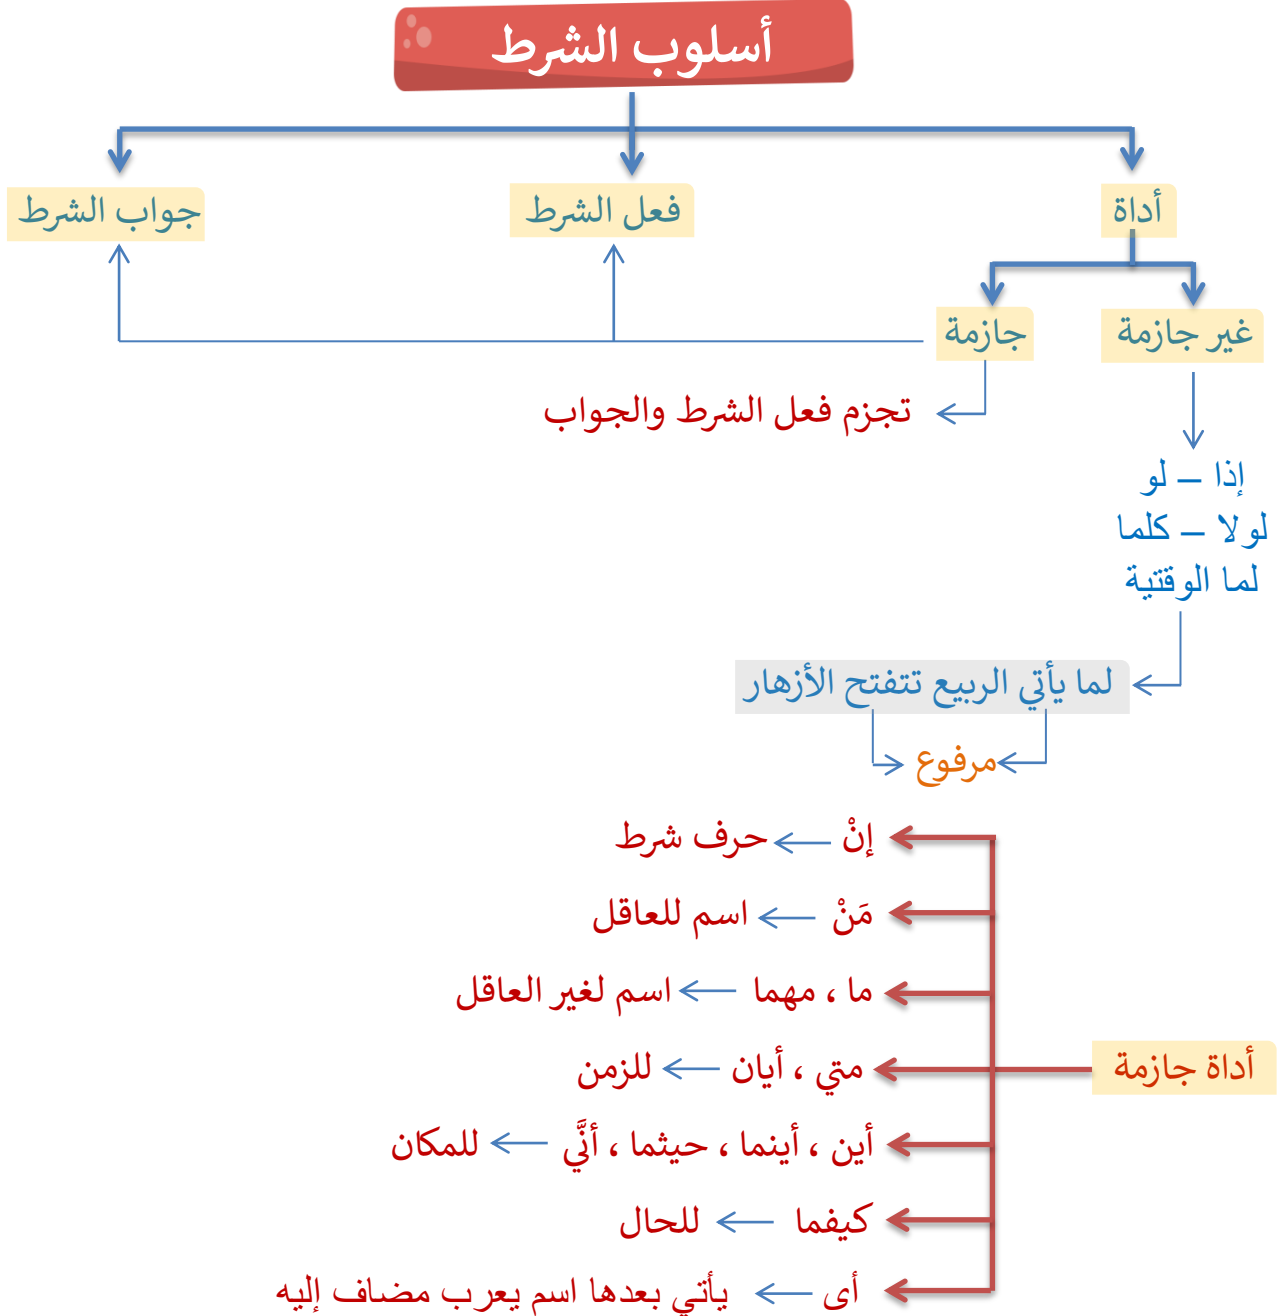 أسلوب الشرط
أداة
فعل الشرط
جواب الشرط
غير جازمة
جازمة
تجزم فعل الشرط والجواب
إذا – لو
لولا – كلما
لما الوقتية
لما يأتي الربيع تتفتح الأزهار
مرفوع
إنْ حرف شرط
مَنْ اسم للعاقل
ما ، مهما اسم لغير العاقل
أداة جازمة
متي ، أيان للزمن
أين ، أينما ، حيثما ، أنَّي للمكان
كيفما للحال
أى يأتي بعدها اسم يعرب مضاف إليه